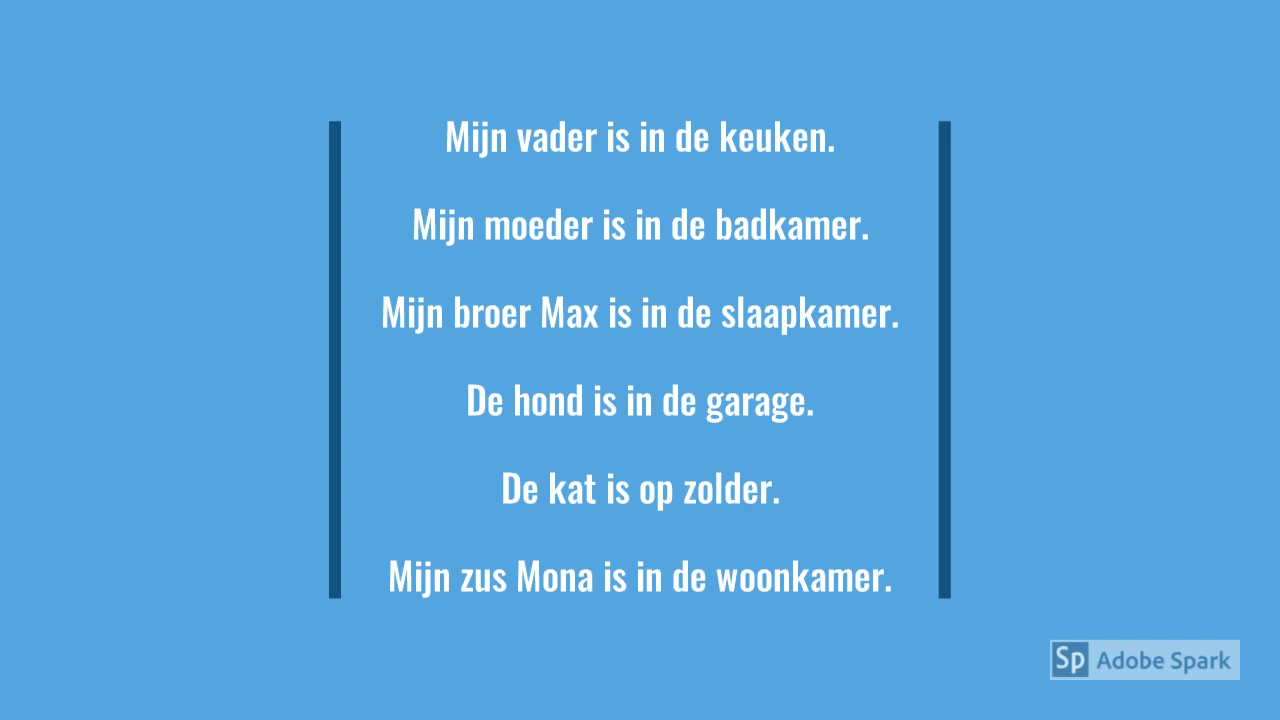 Mijn vader is in de keuken.
Mijn moeder is in de badkamer.
Mijn broer Max is in de slaapkamer.
De hond is in de garage.
De kat is op zolder.
Mijn zus Mona is in de woonkamer.
Sp Adobe Spark